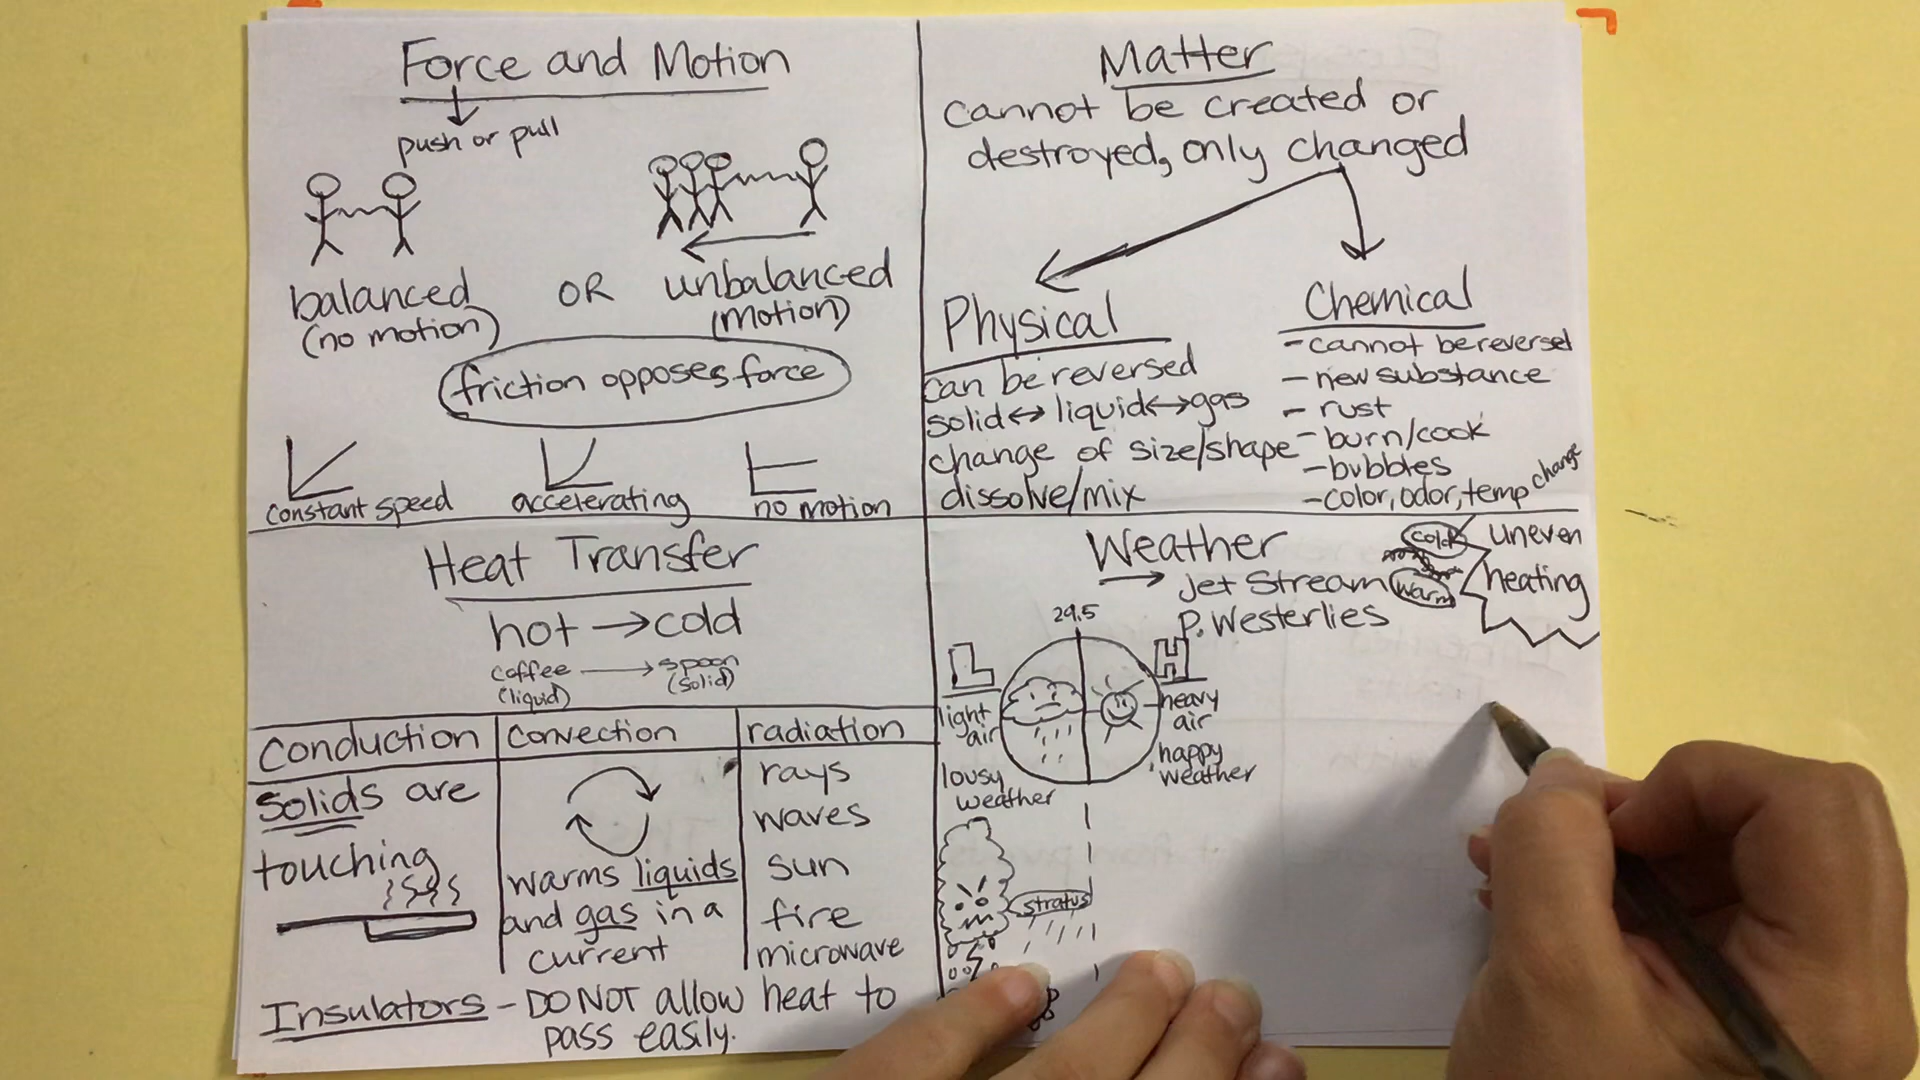 Force and Motion
push or pull
balanced OR unbalanced
(no motion) (motion)
friction opposes force
constant speed accelerating no motion
Matter
cannot be created or
destroyed, only changed
Physical
can be reversed
solid ↔ liquid ↔ gas
change of size/shape
dissolve/mix
Chemical
- cannot be reversed
- new substance
- rust
- burn/cook
- bubbles
- color, odor, temp change
Heat Transfer
hot → cold
coffee → spoon
(liquid) (solid)
conduction
Solids are
touching
convection
warms liquids
and gas in a
current
radiation
rays
waves
sun
fire
microwave
Insulators - DO NOT allow heat to
pass easily.
Weather
→ Jet Stream
P. Westerlies
cold
warm
uneven
heating
29.5
L
light
air
lousy
weather
H
heavy
air
happy
weather
stratus